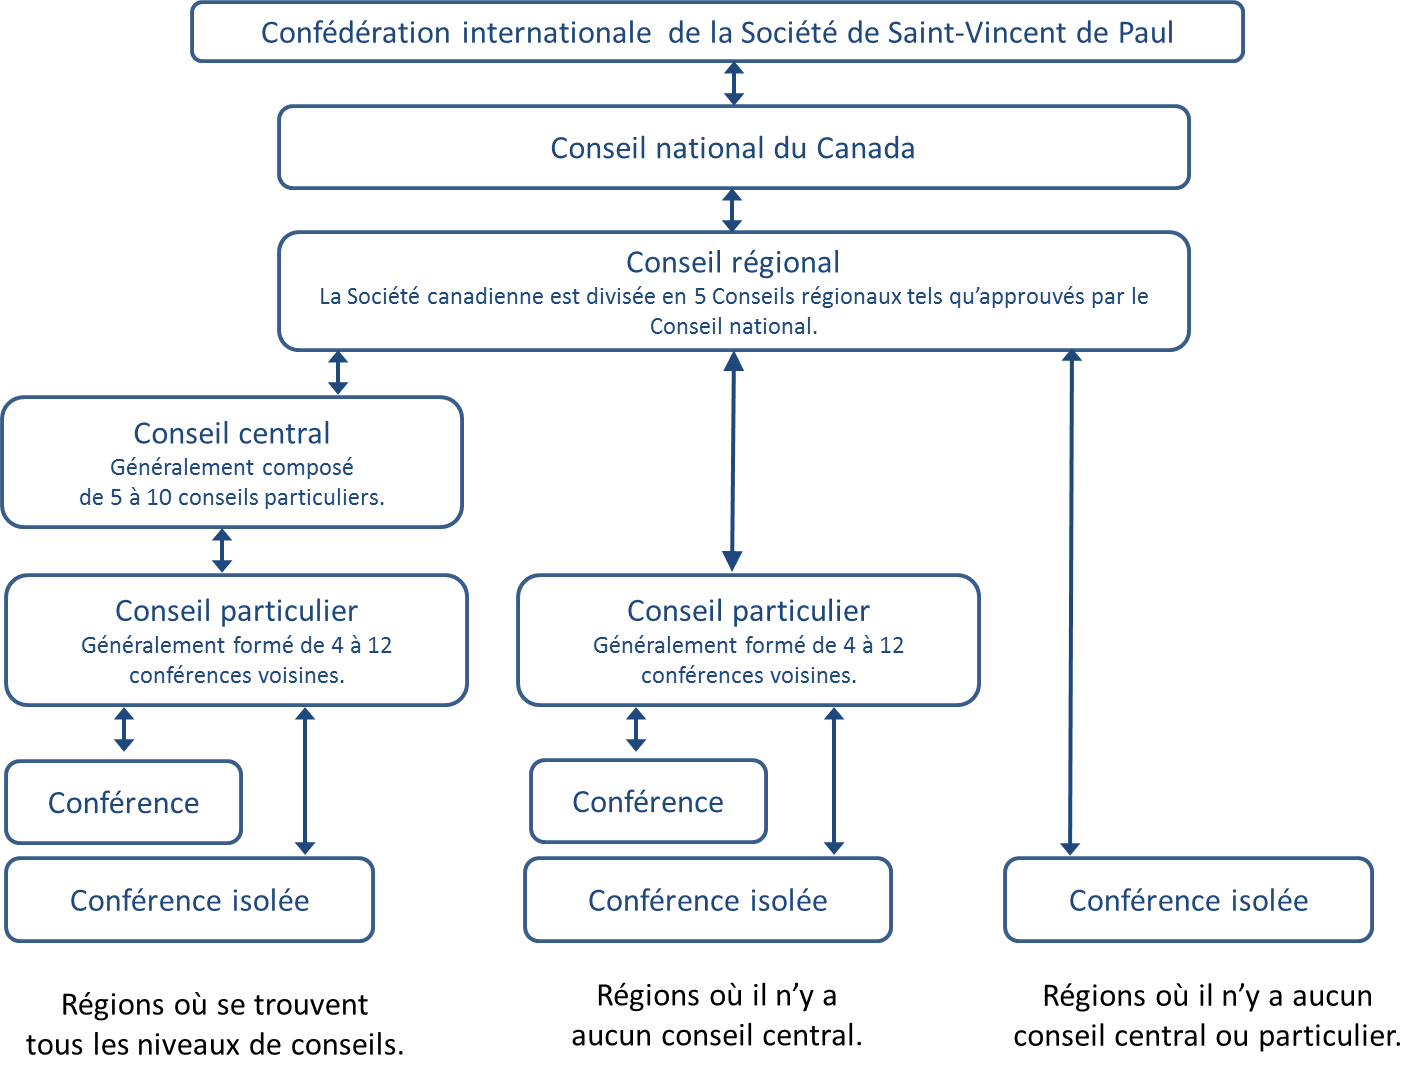 Confédération internationale de la Société de Saint-Vincent de Paul
Conseil national du Canada
Conseil régional
La Société canadienne est divisée en 5 Conseils régionaux tels qu’approuvés par le
Conseil national.
Conseil central
Généralement composé
de 5 à 10 conseils particuliers.
Conseil particulier
Généralement formé de 4 à 12
conférences voisines.
Conseil particulier
Généralement formé de 4 à 12
conférences voisines.
Conférence
Conférence
Conférence isolée
Conférence isolée
Conférence isolée
Régions où se trouvent
tous les niveaux de conseils.
Régions où il n’y a
aucun conseil central.
Régions où il n’y a aucun
conseil central ou particulier.